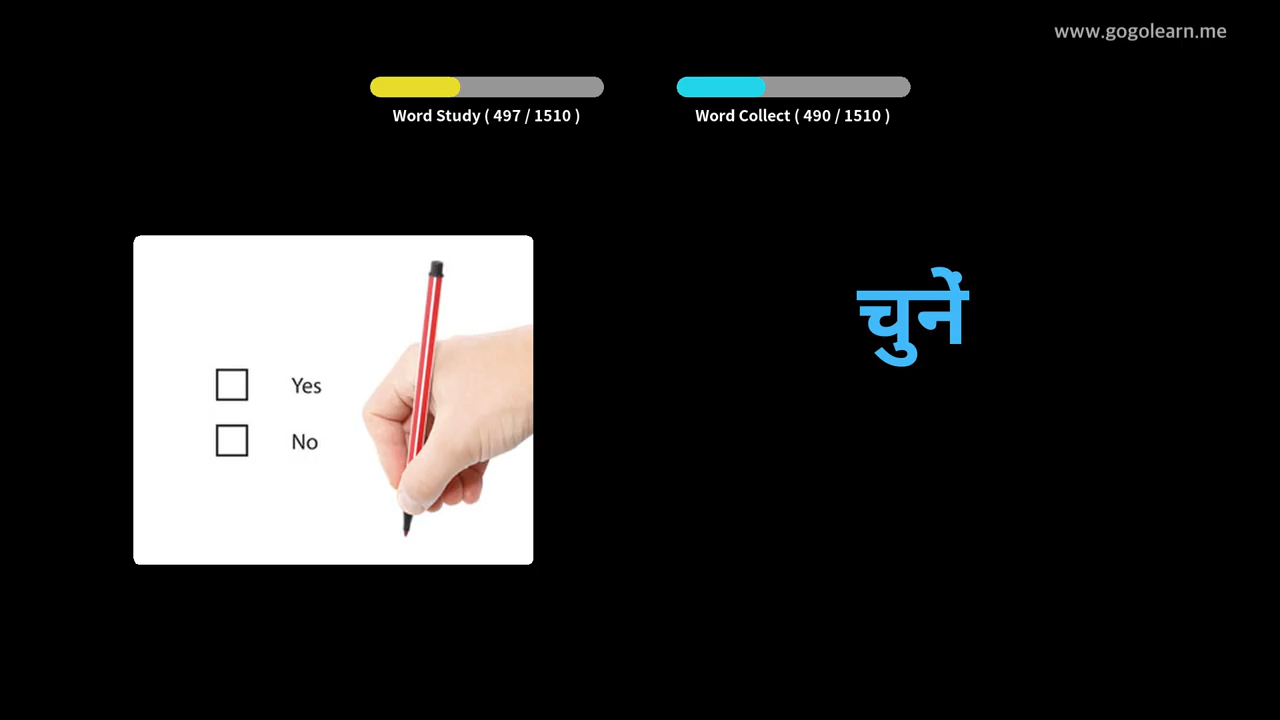 www.gogolearn.me
Word Study ( 497 / 1510 )
Word Collect ( 490 / 1510 )
Yes
No
चुनें